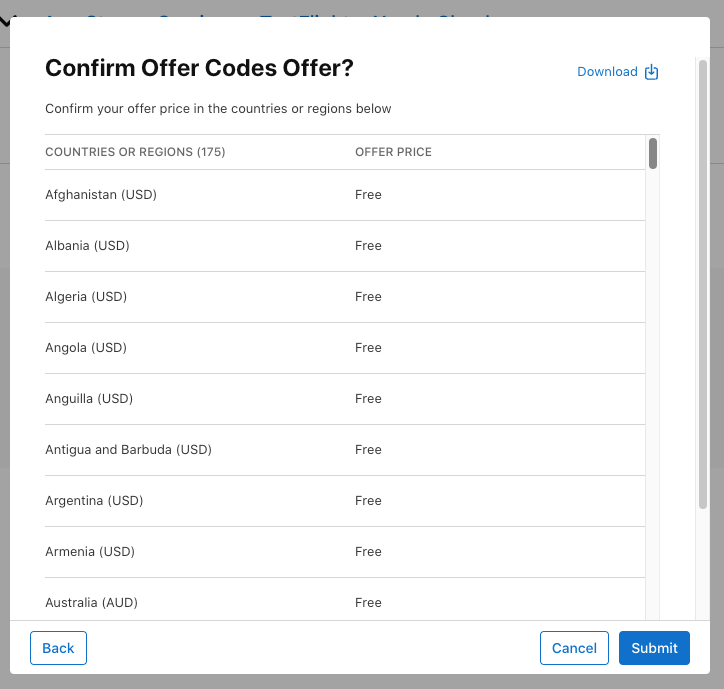 Confirm Offer Codes Offer?
Download
Confirm your offer price in the countries or regions below
COUNTRIES OR REGIONS (175) OFFER PRICE
Afghanistan (USD) Free
Albania (USD) Free
Algeria (USD) Free
Angola (USD) Free
Anguilla (USD) Free
Antigua and Barbuda (USD) Free
Argentina (USD) Free
Armenia (USD) Free
Australia (AUD) Free
Back Cancel Submit